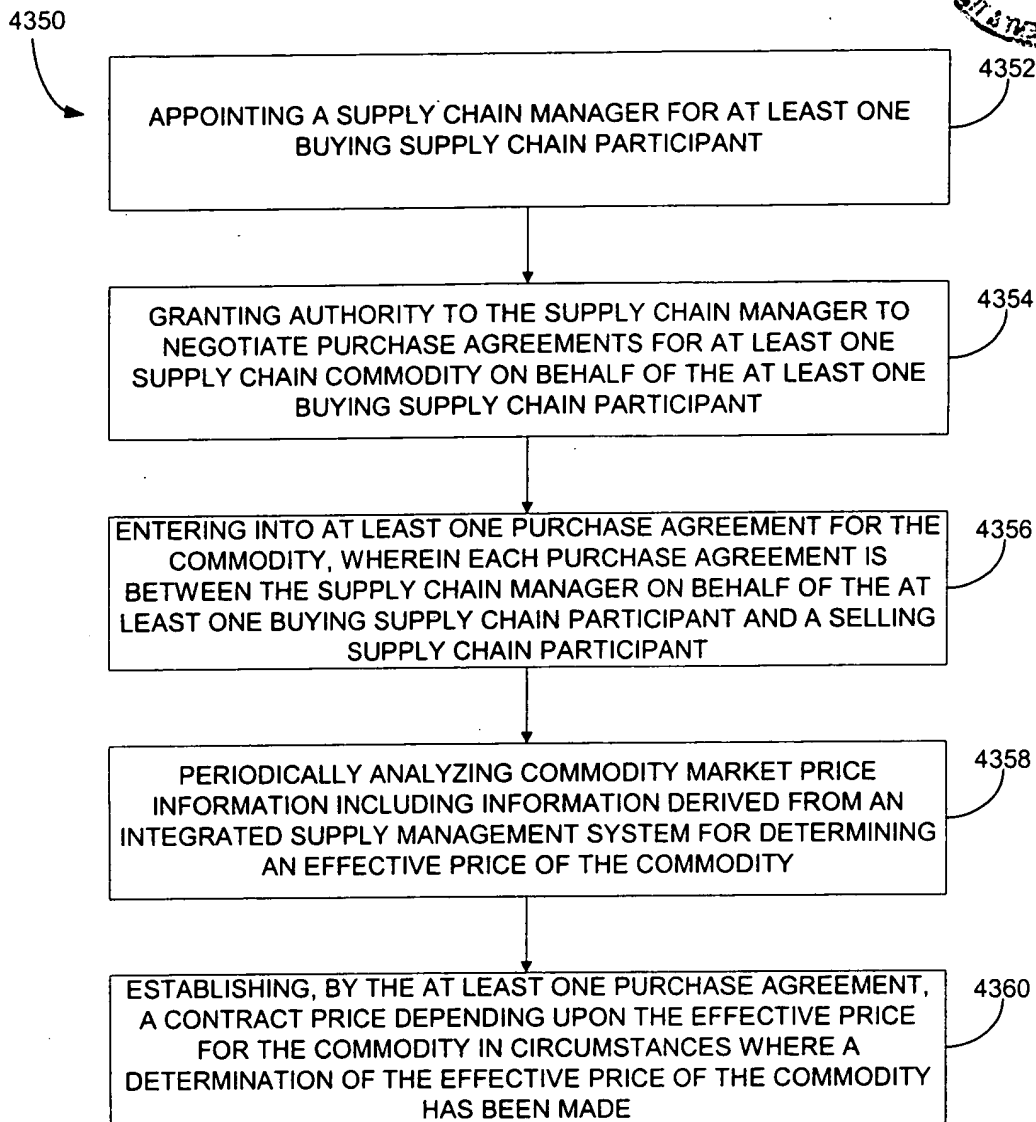 4350
4352
APPOINTING A SUPPLY CHAIN MANAGER FOR AT LEAST ONE
BUYING SUPPLY CHAIN PARTICIPANT
4354
GRANTING AUTHORITY TO THE SUPPLY CHAIN MANAGER TO
NEGOTIATE PURCHASE AGREEMENTS FOR AT LEAST ONE
SUPPLY CHAIN COMMODITY ON BEHALF OF THE AT LEAST ONE
BUYING SUPPLY CHAIN PARTICIPANT
4356
ENTERING INTO AT LEAST ONE PURCHASE AGREEMENT FOR THE
COMMODITY, WHEREIN EACH PURCHASE AGREEMENT IS
BETWEEN THE SUPPLY CHAIN MANAGER ON BEHALF OF THE AT
LEAST ONE BUYING SUPPLY CHAIN PARTICIPANT AND A SELLING
SUPPLY CHAIN PARTICIPANT
4358
PERIODICALLY ANALYZING COMMODITY MARKET PRICE
INFORMATION INCLUDING INFORMATION DERIVED FROM AN
INTEGRATED SUPPLY MANAGEMENT SYSTEM FOR DETERMINING
AN EFFECTIVE PRICE OF THE COMMODITY
4360
ESTABLISHING, BY THE AT LEAST ONE PURCHASE AGREEMENT,
A CONTRACT PRICE DEPENDING UPON THE EFFECTIVE PRICE
FOR THE COMMODITY IN CIRCUMSTANCES WHERE A
DETERMINATION OF THE EFFECTIVE PRICE OF THE COMMODITY
HAS BEEN MADE